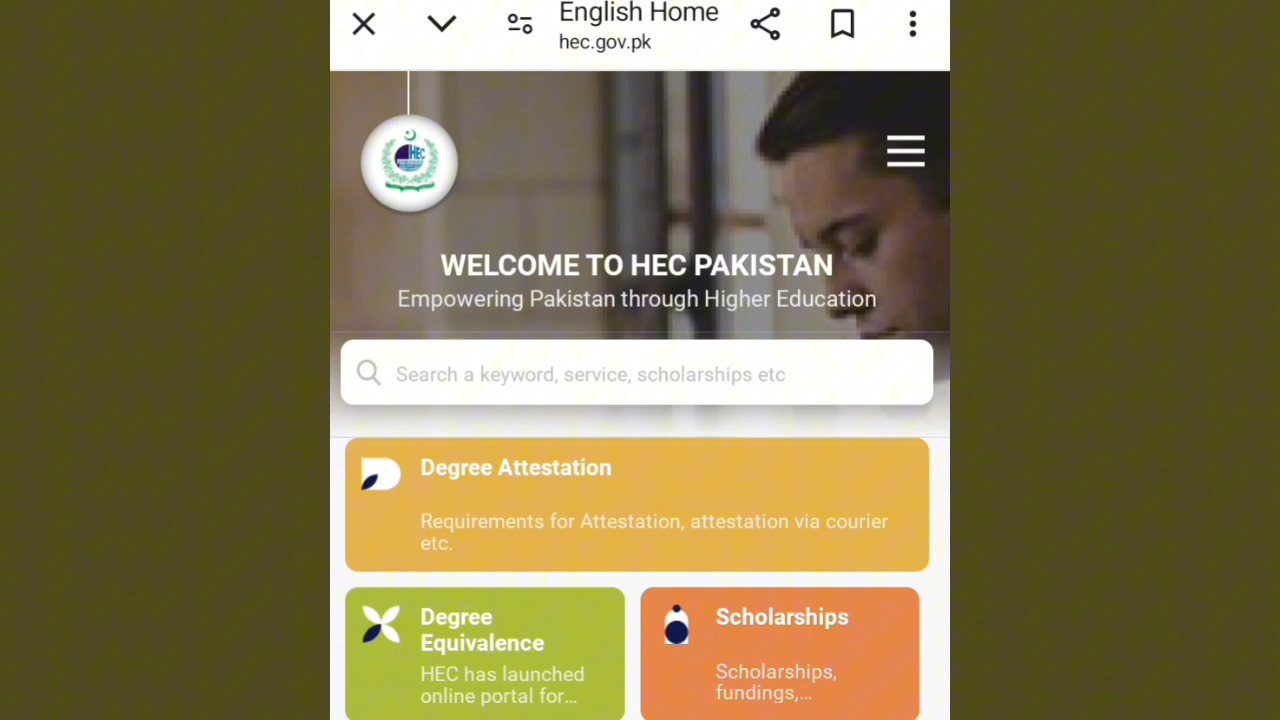 English Home
hec.gov.pk
HEC
WELCOME TO HEC PAKISTAN
Empowering Pakistan through Higher Education
Search a keyword, service, scholarships etc
Degree Attestation
Requirements for Attestation, attestation via courier
etc.
Degree
Equivalence
HEC has launched
online portal for…
Scholarships
Scholarships,
fundings,…